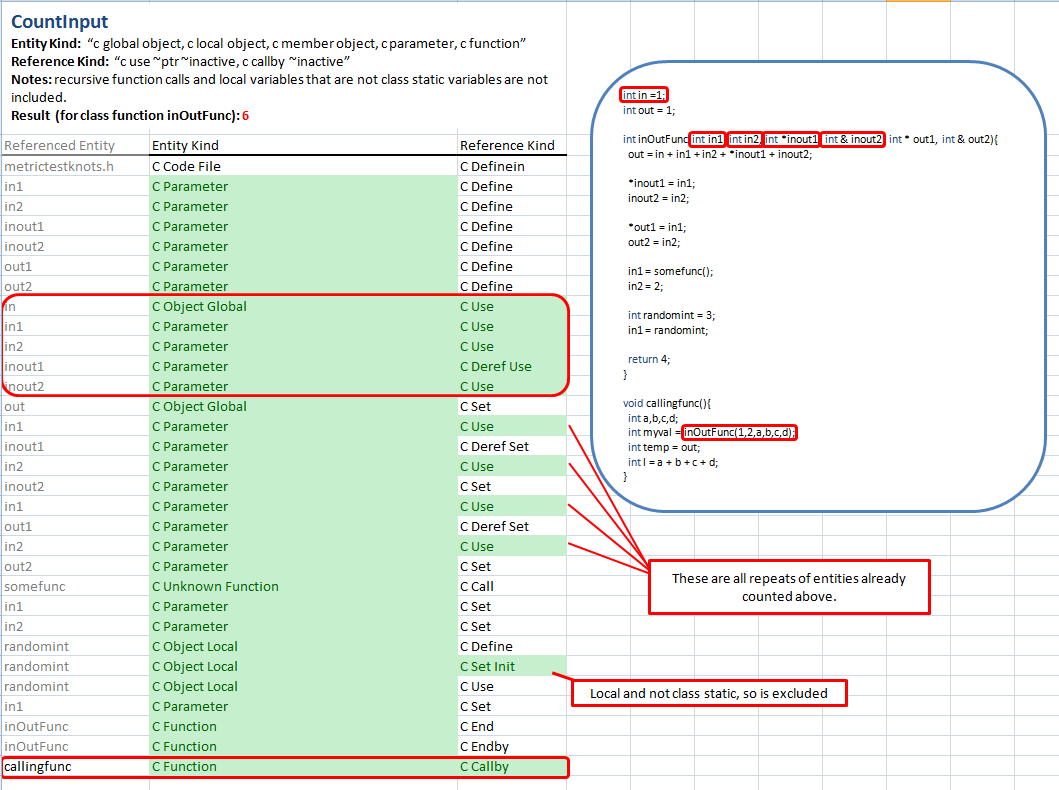 CountInput
Entity Kind: “c global object, c local object, c member object, c parameter, c function”
Reference Kind: “c use ~ptr ~inactive, c callby ~inactive”
Notes: recursive function calls and local variables that are not class static variables are not
included.
Result (for class function inOutFunc): 6
Referenced Entity Entity Kind Reference Kind
metrictestknots.h C Code File C Definein
in1 C Parameter C Define
in2 C Parameter C Define
inout1 C Parameter C Define
inout2 C Parameter C Define
out1 C Parameter C Define
out2 C Parameter C Define
in C Object Global C Use
in1 C Parameter C Use
in2 C Parameter C Use
inout1 C Parameter C Deref Use
inout2 C Parameter C Use
out C Object Global C Set
in1 C Parameter C Use
inout1 C Parameter C Deref Set
in2 C Parameter C Use
inout2 C Parameter C Set
in1 C Parameter C Use
out1 C Parameter C Deref Set
in2 C Parameter C Use
out2 C Parameter C Set
somefunc C Unknown Function C Call
in1 C Parameter C Set
in2 C Parameter C Set
randomint C Object Local C Define
randomint C Object Local C Set Init
randomint C Object Local C Use
in1 C Parameter C Set
inOutFunc C Function C End
inOutFunc C Function C Endby
callingfunc C Function C Callby
int in =1;
int out = 1;
int inOutFunc int in1 int in2, int *inout1 int & inout2 int * out1, int & out2){
out = in + in1 + in2 + *inout1 + inout2;
*inout1 = in1;
inout2 = in2;
*out1 = in1;
out2 = in2;
in1 = somefunc();
in2 = 2;
int randomint = 3;
in1 = randomint;
return 4;
}
void callingfunc(){
int a,b,c,d;
int myval = inOutFunc(1,2,a,b,c,d);
int temp = out;
int l = a + b + c + d;
}
These are all repeats of entities already
counted above.
Local and not class static, so is excluded